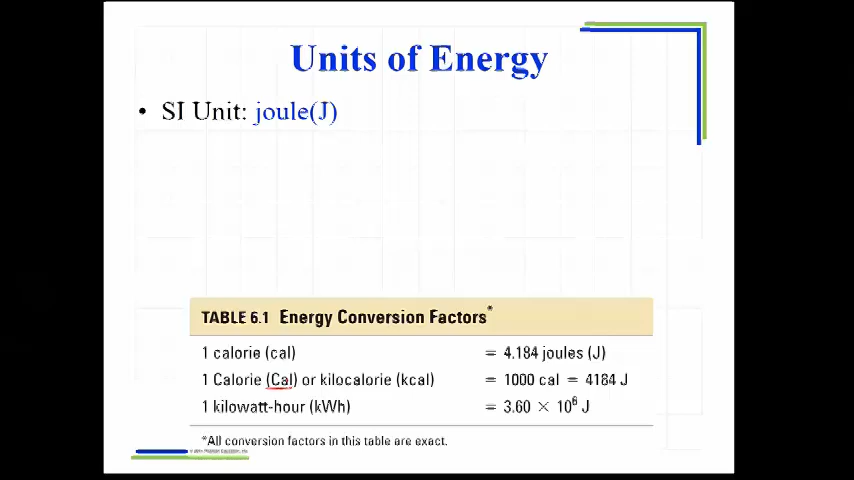 Units of Energy
• SI Unit: joule(J)
TABLE 6.1 Energy Conversion Factors*
1 calorie (cal) = 4.184 joules (J)
1 Calorie (Cal) or kilocalorie (kcal) = 1000 cal = 4184 J
1 kilowatt-hour (kWh) = 3.60 × 10⁶ J
*All conversion factors in this table are exact.